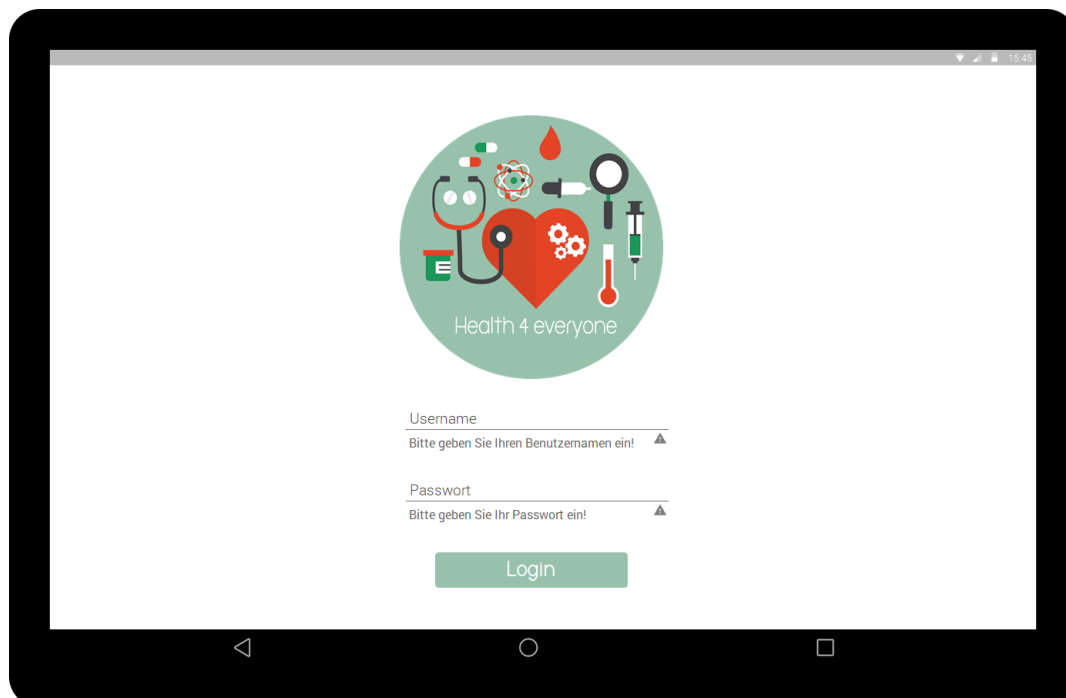 15:45
Health 4 everyone
Username
Bitte geben Sie Ihren Benutzernamen ein!
Passwort
Bitte geben Sie Ihr Passwort ein!
Login